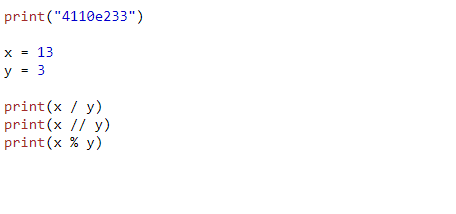 print("4110e233")

x = 13
y = 3

print(x / y)
print(x // y)
print(x % y)